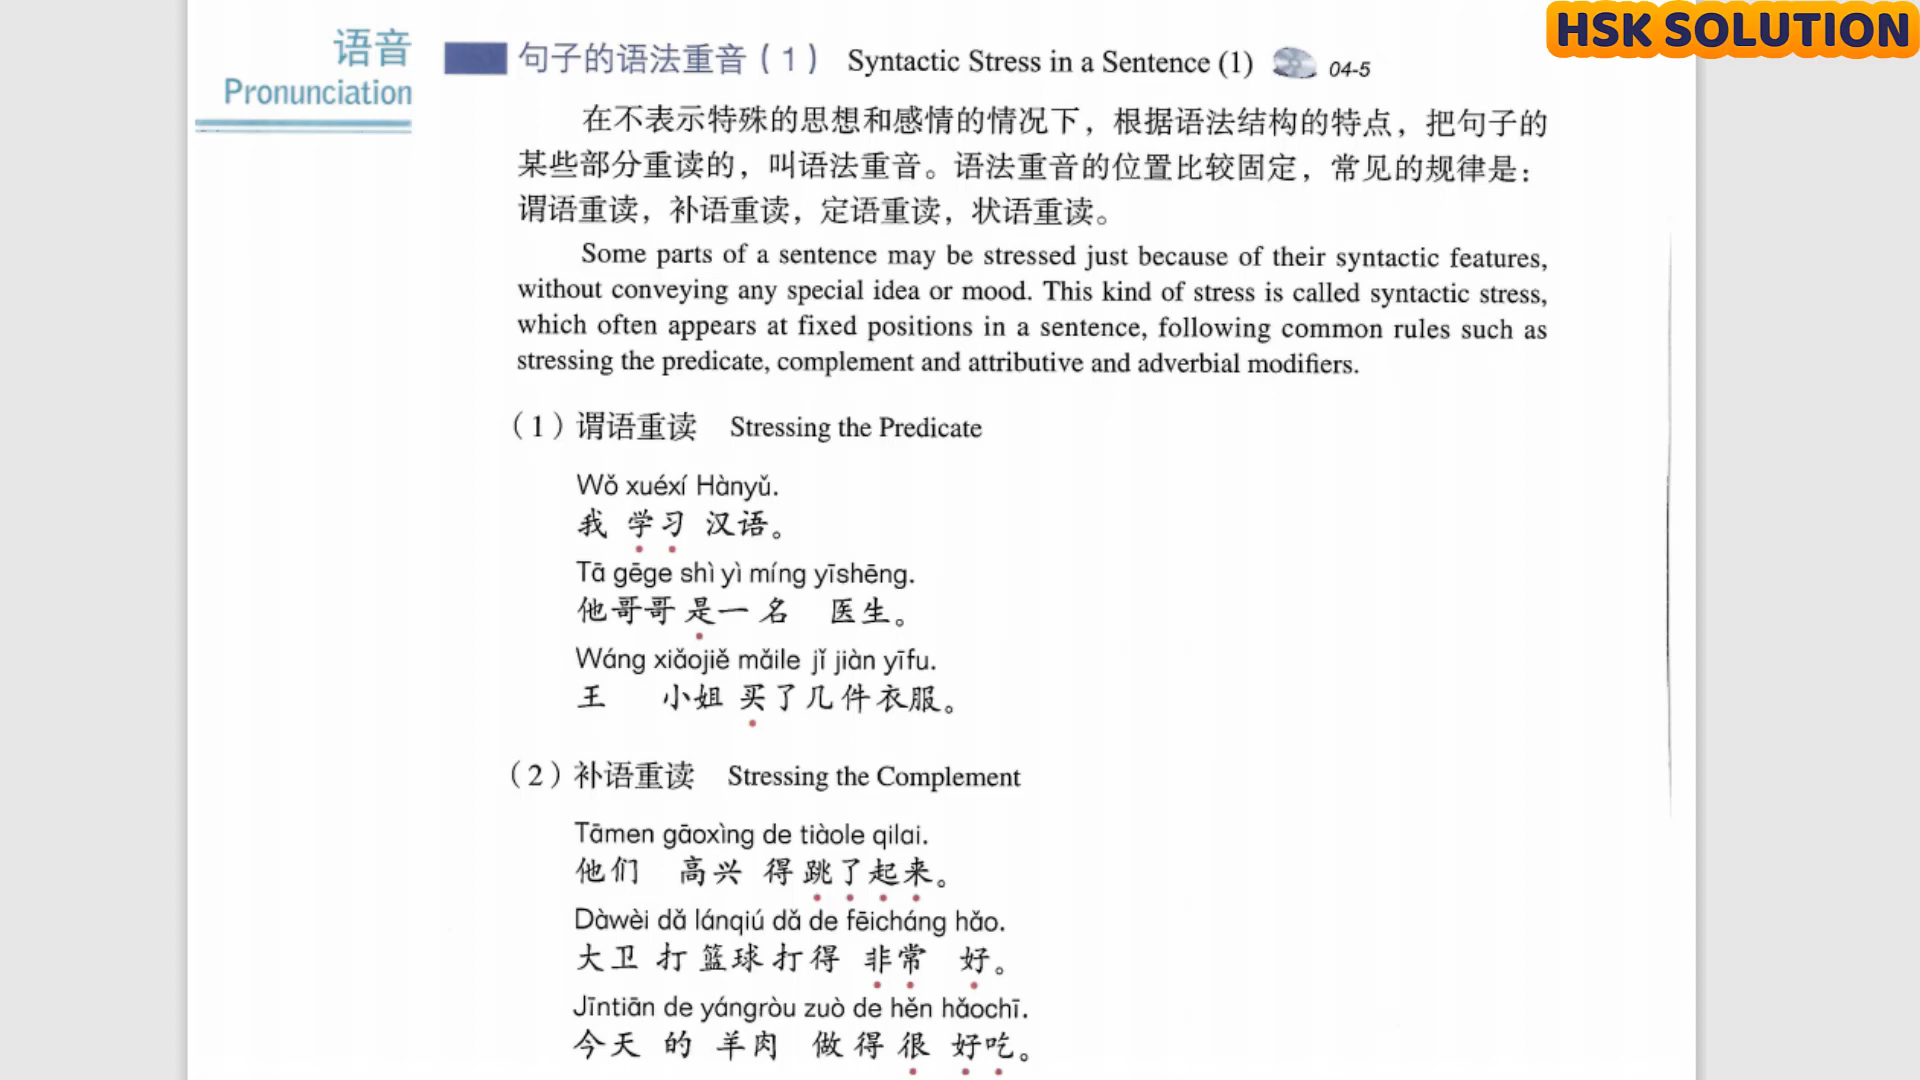 HSK SOLUTION
语音
Pronunciation
句子的语法重音(1) Syntactic Stress in a Sentence (1) 04-5
在不表示特殊的思想和感情的情况下，根据语法结构的特点，把句子的
某些部分重读的，叫语法重音。语法重音的位置比较固定，常见的规律是：
谓语重读，补语重读，定语重读，状语重读。
Some parts of a sentence may be stressed just because of their syntactic features,
without conveying any special idea or mood. This kind of stress is called syntactic stress,
which often appears at fixed positions in a sentence, following common rules such as
stressing the predicate, complement and attributive and adverbial modifiers.
(1) 谓语重读 Stressing the Predicate
Wǒ xuéxí Hànyǔ.
我 学习 汉语。
Tā gēge shì yì míng yīshēng.
他哥哥 是一 名 医生。
Wáng xiǎojiě mǎile jǐ jiàn yīfu.
王 小姐 买了几件衣服。
(2) 补语重读 Stressing the Complement
Tāmen gāoxìng de tiàole qilai.
他们 高兴 得 跳了起来。
Dàwèi dǎ lánqiú dǎ de fēicháng hǎo.
大卫 打 篮球 打得 非常 好。
Jīntiān de yángròu zuò de hěn hǎochī.
今天 的 羊肉 做 得 很 好吃。